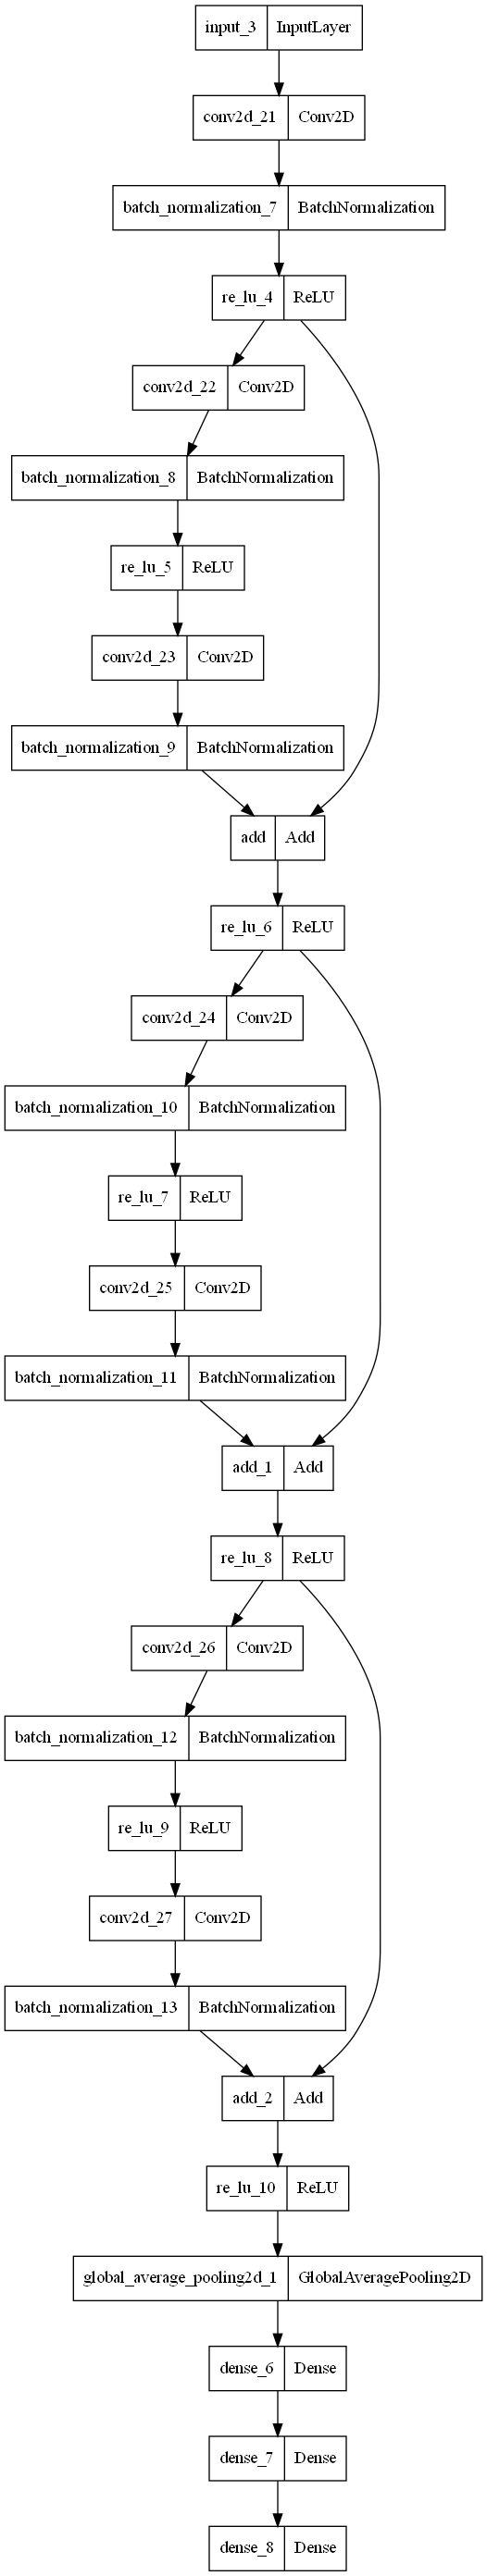 input_3 InputLayer
conv2d_21 Conv2D
batch_normalization_7 BatchNormalization
re_lu_4 ReLU
conv2d_22 Conv2D
batch_normalization_8 BatchNormalization
re_lu_5 ReLU
conv2d_23 Conv2D
batch_normalization_9 BatchNormalization
add Add
re_lu_6 ReLU
conv2d_24 Conv2D
batch_normalization_10 BatchNormalization
re_lu_7 ReLU
conv2d_25 Conv2D
batch_normalization_11 BatchNormalization
add_1 Add
re_lu_8 ReLU
conv2d_26 Conv2D
batch_normalization_12 BatchNormalization
re_lu_9 ReLU
conv2d_27 Conv2D
batch_normalization_13 BatchNormalization
add_2 Add
re_lu_10 ReLU
global_average_pooling2d_1 GlobalAveragePooling2D
dense_6 Dense
dense_7 Dense
dense_8 Dense